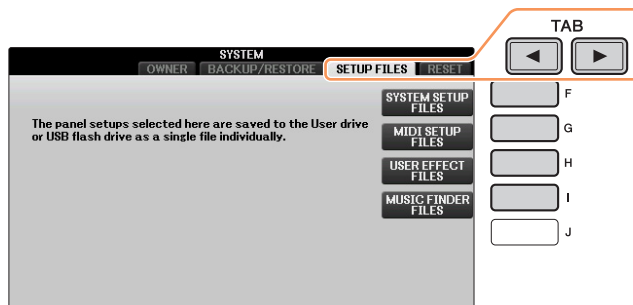 TAB
SYSTEM
OWNER BACKUP/RESTORE SETUP FILES RESET
The panel setups selected here are saved to the User drive
or USB flash drive as a single file individually.
SYSTEM SETUP
FILES
MIDI SETUP
FILES
USER EFFECT
FILES
MUSIC FINDER
FILES
F
G
H
I
J